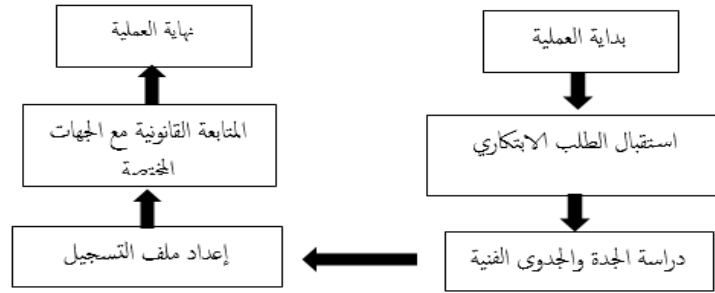 بداية العملية
استقبال الطلب الابتكاري
دراسة الجدة والجدوى الفنية
إعداد ملف التسجيل
المتابعة القانونية مع الجهات
المختصة
نهاية العملية